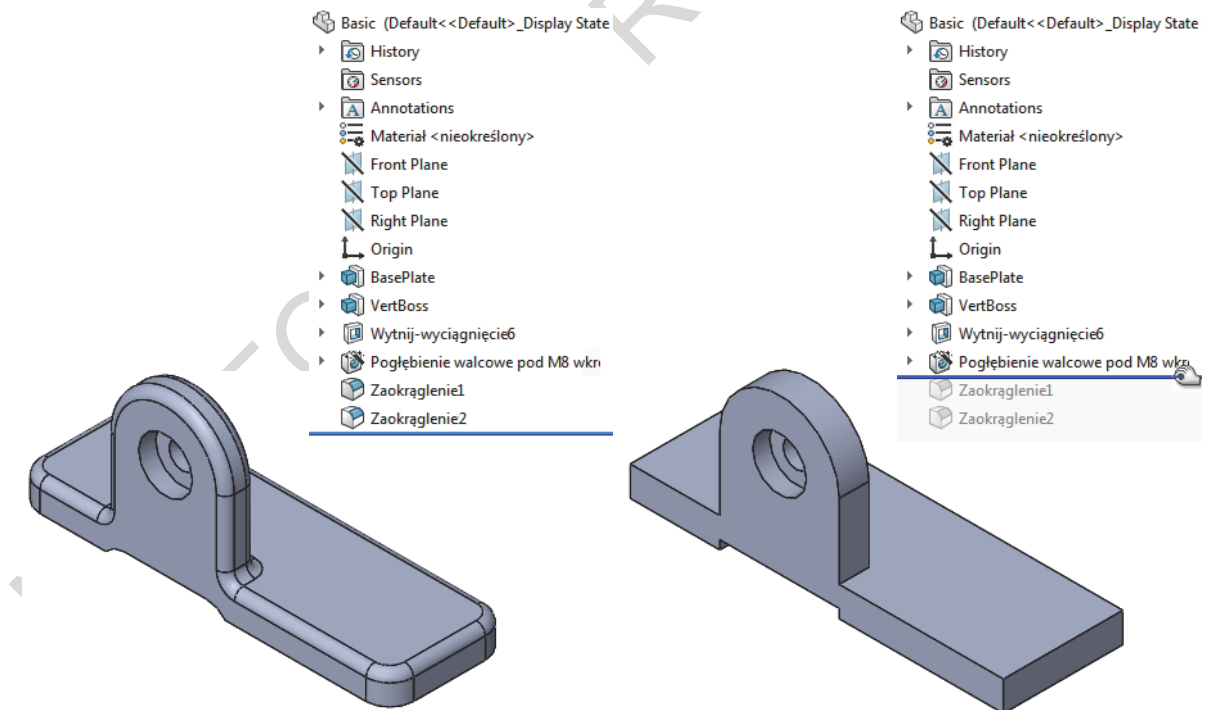 Basic (Default<<Default>_Display State
History
Sensors
Annotations
Materiał <nieokreślony>
Front Plane
Top Plane
Right Plane
Origin
BasePlate
VertBoss
Wytnij-wyciągnięcie6
Pogłębienie walcowe pod M8 wkrę
Zaokrąglenie1
Zaokrąglenie2
Basic (Default<<Default>_Display State
History
Sensors
Annotations
Materiał <nieokreślony>
Front Plane
Top Plane
Right Plane
Origin
BasePlate
VertBoss
Wytnij-wyciągnięcie6
Pogłębienie walcowe pod M8 wkrę
Zaokrąglenie1
Zaokrąglenie2